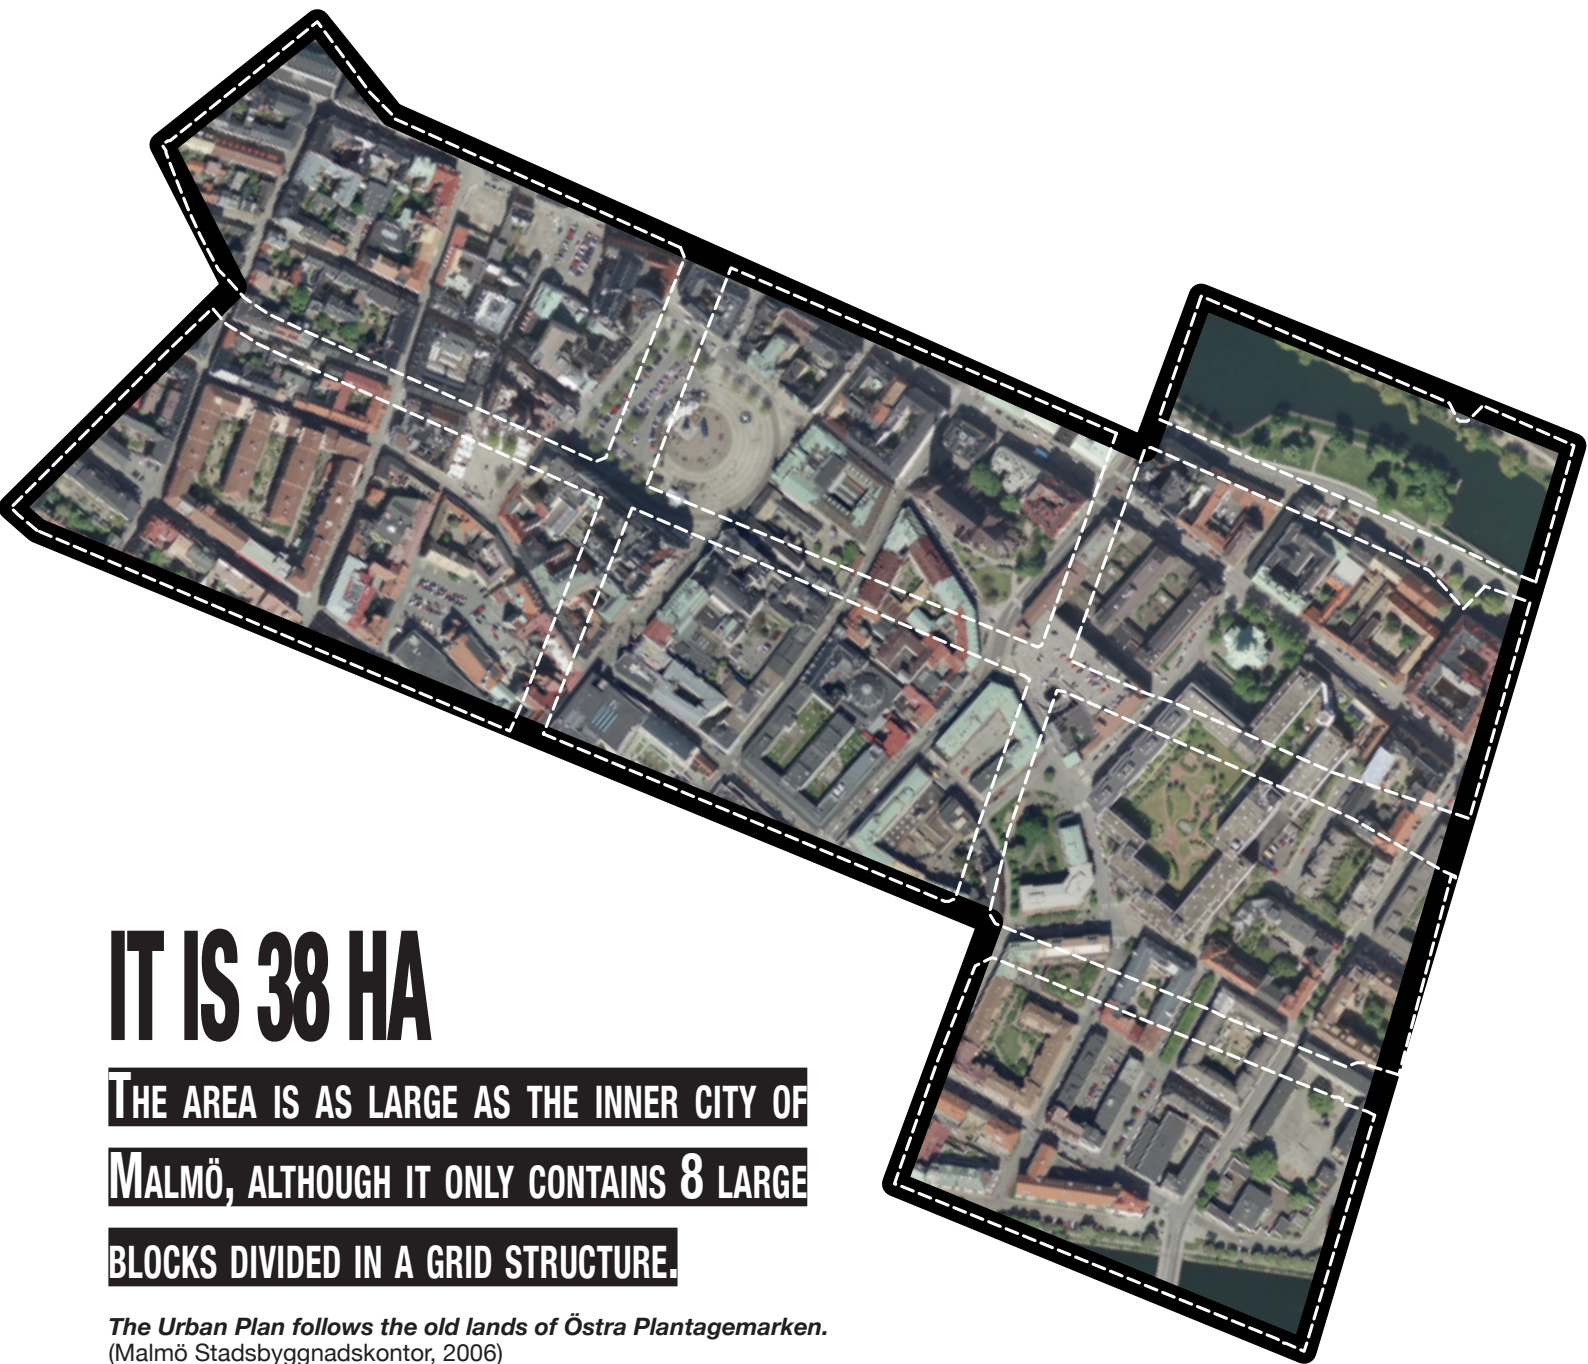 IT IS 38 HA
THE AREA IS AS LARGE AS THE INNER CITY OF
MALMÖ, ALTHOUGH IT ONLY CONTAINS 8 LARGE
BLOCKS DIVIDED IN A GRID STRUCTURE.
The Urban Plan follows the old lands of Östra Plantagemarken.
(Malmö Stadsbyggnadskontor, 2006)